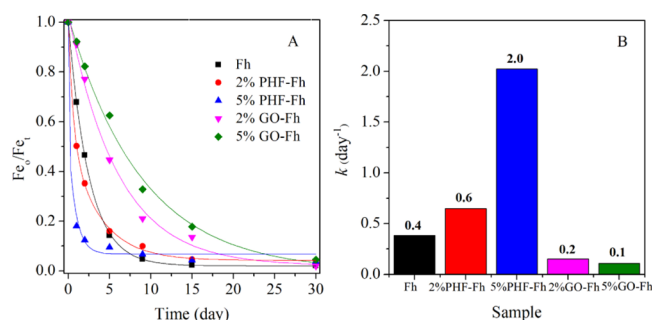 A
Fe₀/Feₜ
1.0
0.8
0.6
0.4
0.2
0.0
Fh
2% PHF-Fh
5% PHF-Fh
2% GO-Fh
5% GO-Fh
0 5 10 15 20 25 30
Time (day)
B
k (day⁻¹)
2.5
2.0
1.5
1.0
0.5
0.0
0.4
0.6
2.0
0.2
0.1
Fh 2%PHF-Fh 5%PHF-Fh 2%GO-Fh 5%GO-Fh
Sample